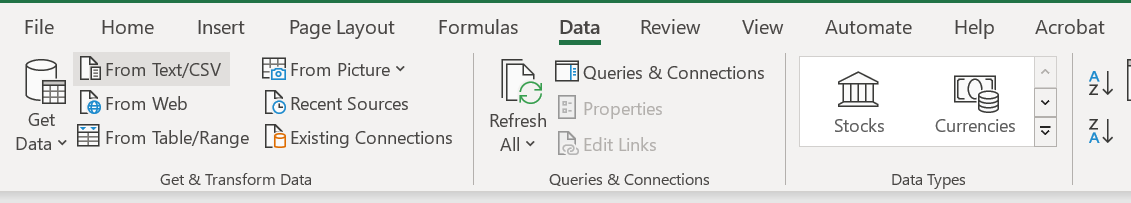 File Home Insert Page Layout Formulas Data Review View Automate Help Acrobat
Get
Data
From Text/CSV
From Web
From Table/Range
From Picture
Recent Sources
Existing Connections
Get & Transform Data
Refresh
All
Queries & Connections
Properties
Edit Links
Queries & Connections
Stocks
Currencies
Data Types
A
Z
Z
A